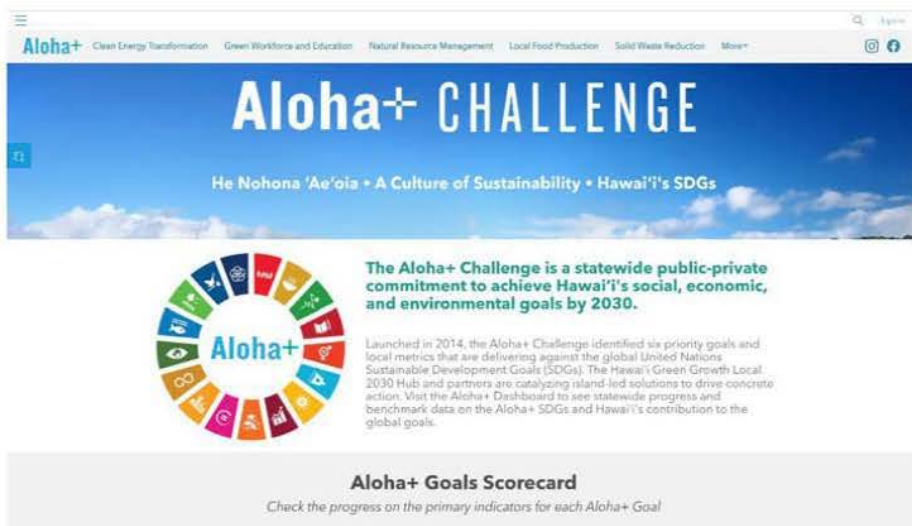 Aloha+ Clean Energy Transformation Green Workforce and Education Natural Resource Management Local Food Production Solid Waste Reduction More
Aloha+ CHALLENGE
He Nohona 'Ae'oia • A Culture of Sustainability • Hawai'i's SDGs
The Aloha+ Challenge is a statewide public-private
commitment to achieve Hawai'i's social, economic,
and environmental goals by 2030.
Aloha+
Launched in 2014, the Aloha+ Challenge identified six priority goals and
local metrics that are delivering against the global United Nations
Sustainable Development Goals (SDGs). The Hawai'i Green Growth Local
2030 Hub and partners are catalyzing island-led solutions to drive concrete
action. Visit the Aloha+ Dashboard to see statewide progress and
benchmark data on the Aloha+ SDGs and Hawai'i's contribution to the
global goals.
Aloha+ Goals Scorecard
Check the progress on the primary indicators for each Aloha+ Goal